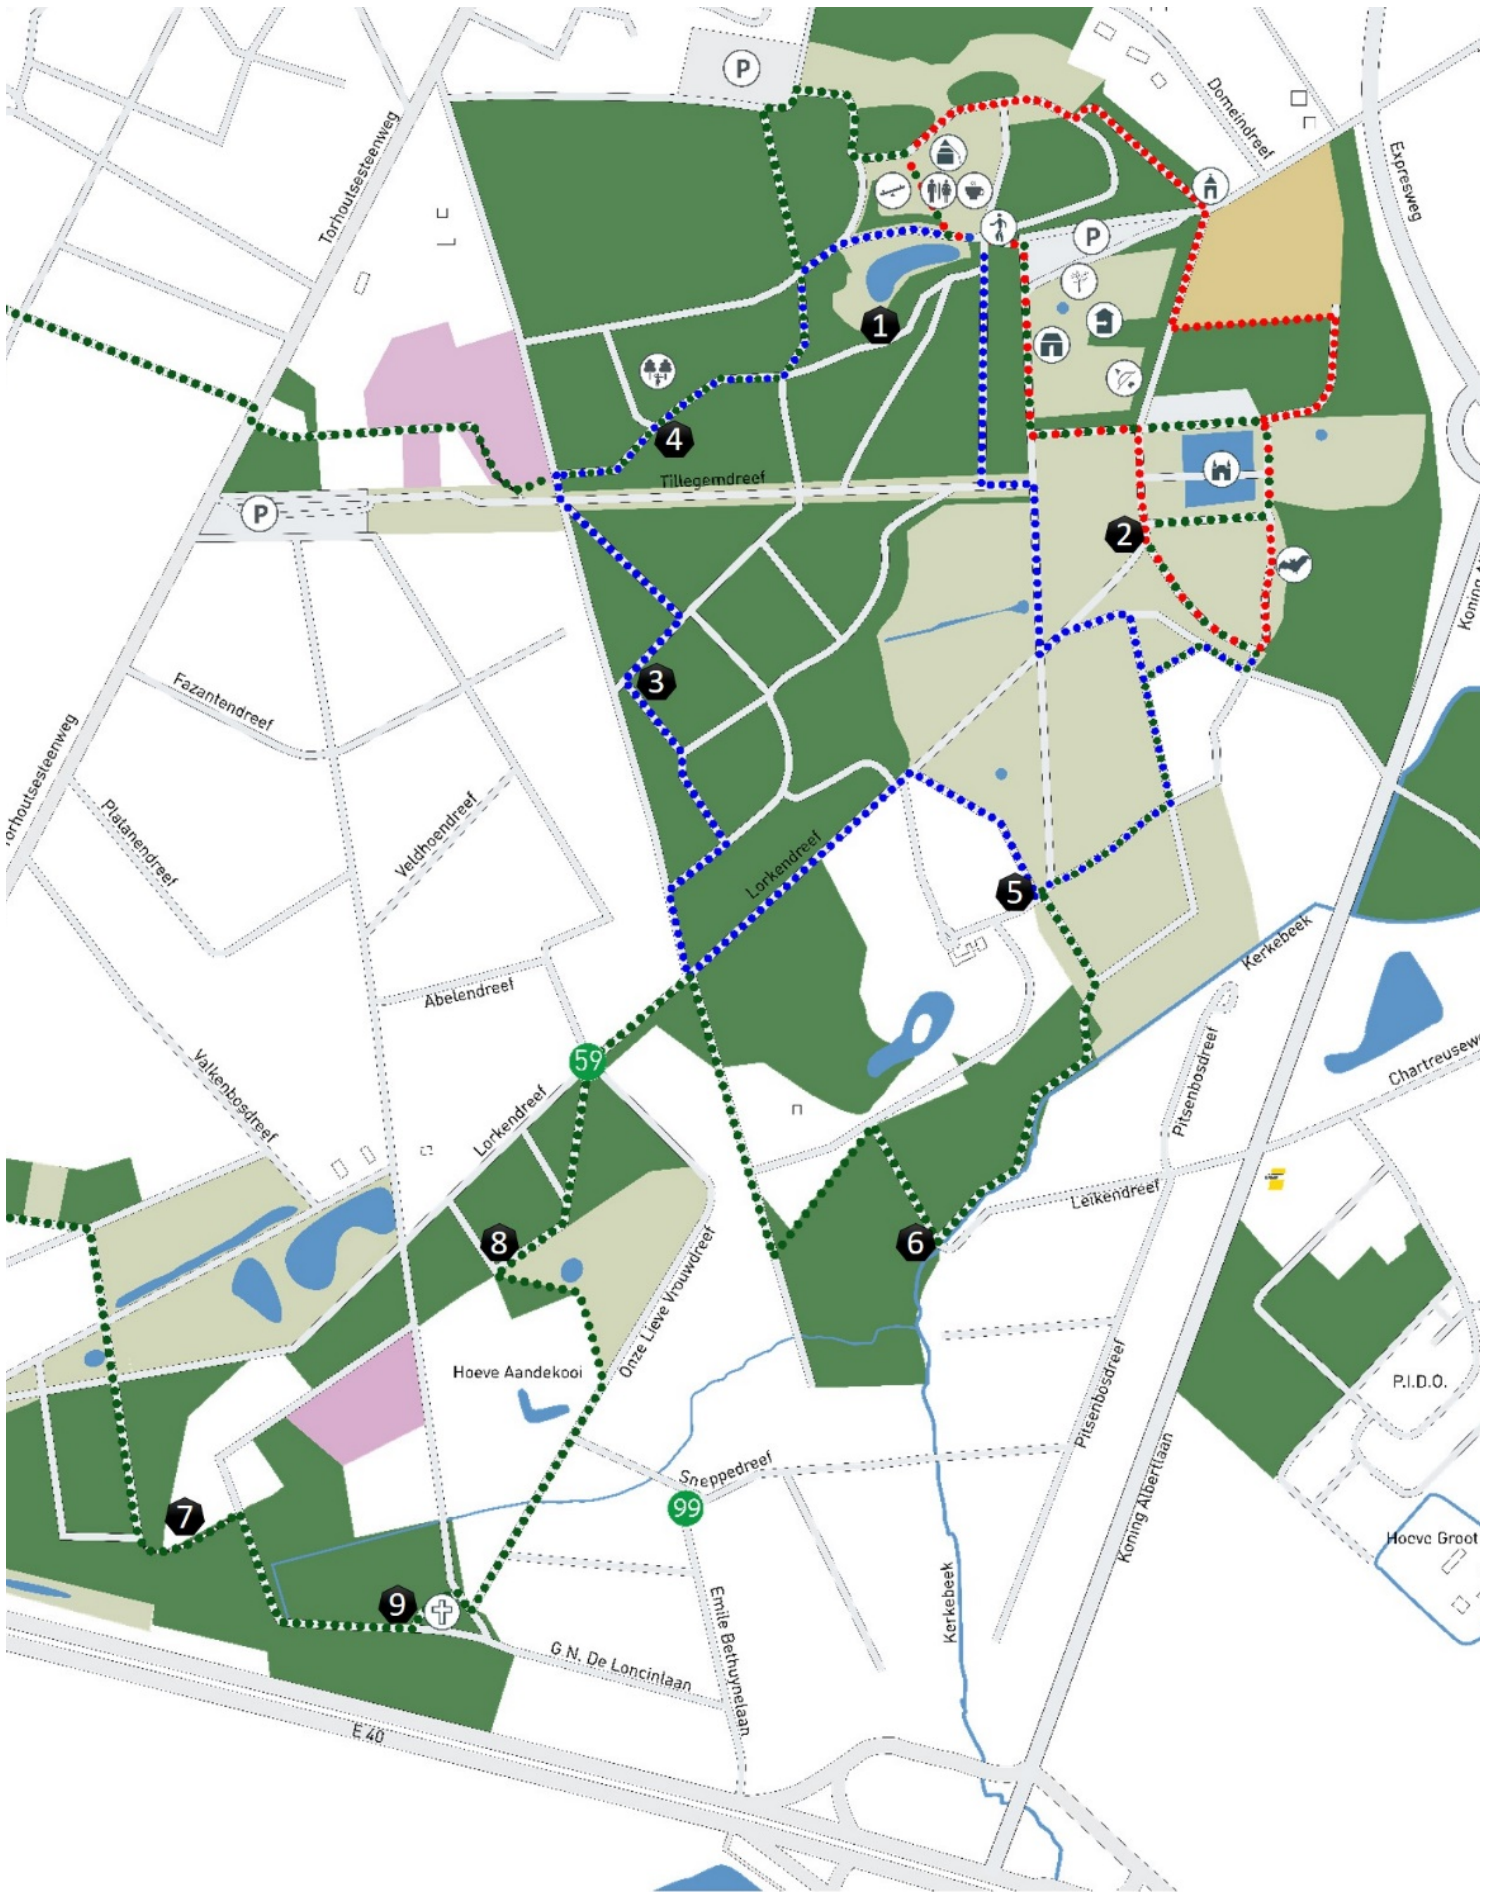 P
Domeindreef
Torhoutsesteenweg
Expresweg
P
1
4
Tillegemdreef
P
2
3
Fazantendreef
Platanendreef
Veldhoendreef
Lorkendreef
5
Kerkebeek
Abelendreef
59
Valkenbosdreef
Lorkendreef
Pitsenbosdreef
Leikendreef
8
6
Onze Lieve Vrouwdreef
Hoeve Aandekooi
Pitsenbosdreef
P.I.D.O.
Sneppedreef
99
7
Koning Albertlaan
Hoeve Groot
9
Kerkebeek
Emile Bethuynelaan
G.N. De Loncinlaan
E 40